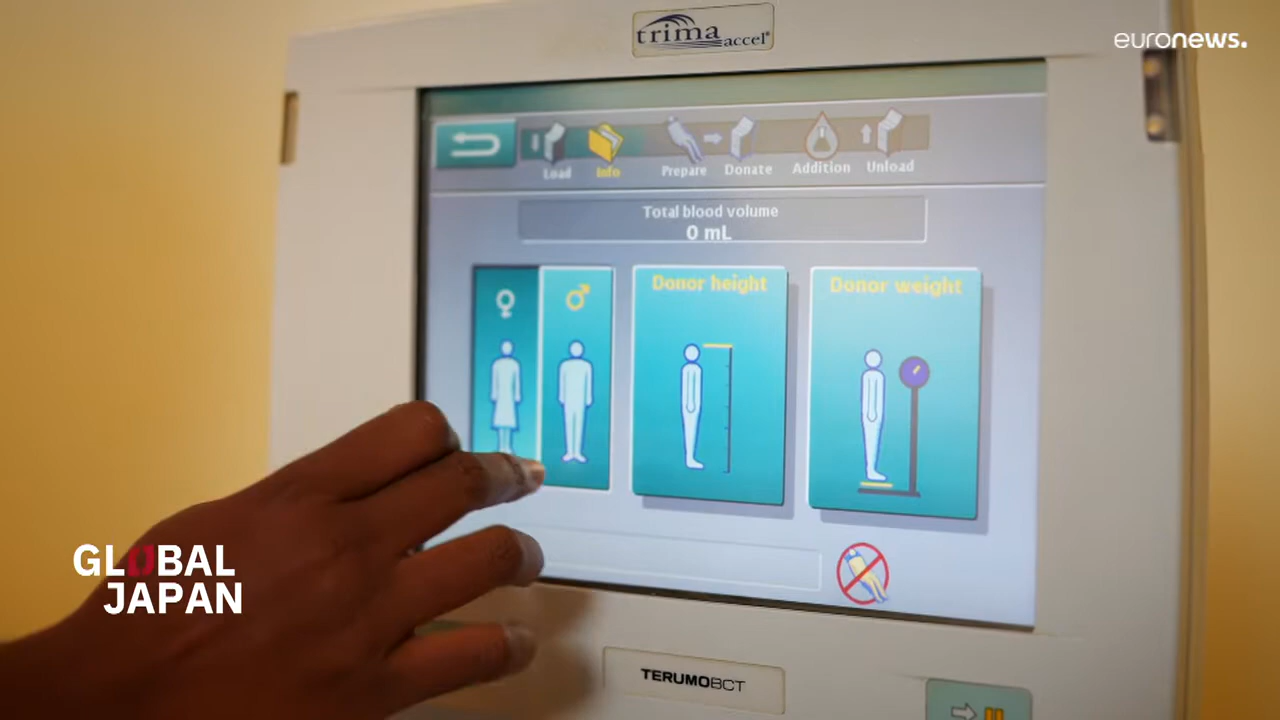 trima accel®
euronews.
Load
Info
Prepare
Donate
Addition
Unload
Total blood volume
0 mL
Donor height
Donor weight
GLOBAL
JAPAN
TERUMOBCT